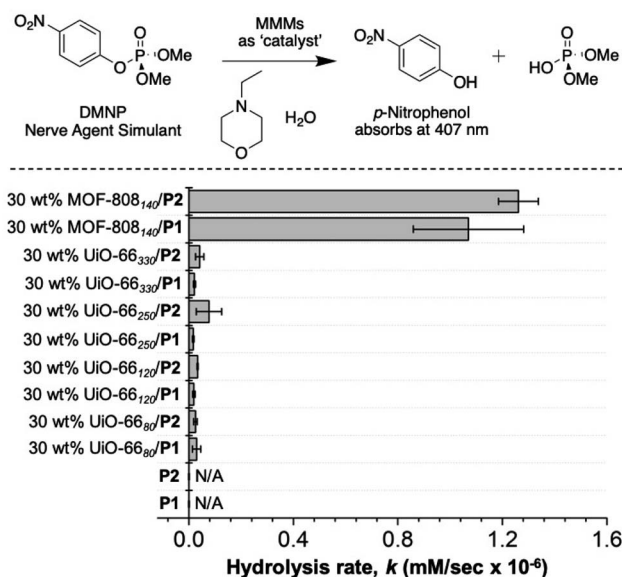 O₂N
O
O P OMe
OMe
DMNP
Nerve Agent Simulant
MMMs
as 'catalyst'
N
O
H₂O
O₂N
OH
p-Nitrophenol
absorbs at 407 nm
+
O
HO P OMe
OMe
30 wt% MOF-808₁₄₀/P2
30 wt% MOF-808₁₄₀/P1
30 wt% UiO-66₃₃₀/P2
30 wt% UiO-66₃₃₀/P1
30 wt% UiO-66₂₅₀/P2
30 wt% UiO-66₂₅₀/P1
30 wt% UiO-66₁₂₀/P2
30 wt% UiO-66₁₂₀/P1
30 wt% UiO-66₈₀/P2
30 wt% UiO-66₈₀/P1
P2 N/A
P1 N/A
0.0 0.4 0.8 1.2 1.6
Hydrolysis rate, k (mM/sec x 10⁻⁶)